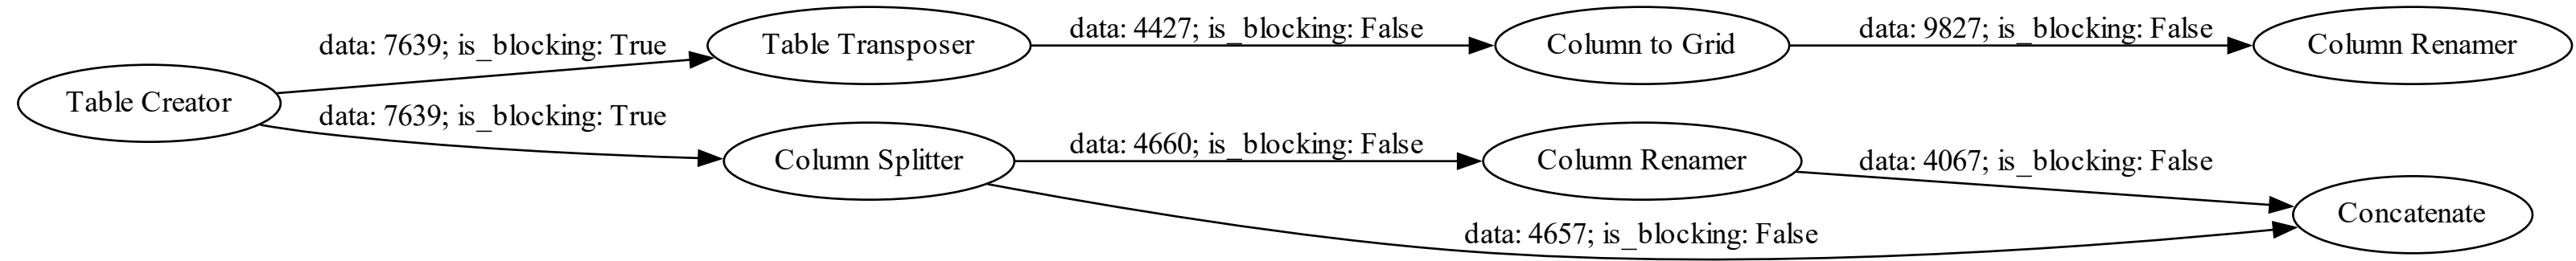 Table Creator
data: 7639; is_blocking: True
Table Transposer
data: 4427; is_blocking: False
Column to Grid
data: 9827; is_blocking: False
Column Renamer
data: 7639; is_blocking: True
Column Splitter
data: 4660; is_blocking: False
Column Renamer
data: 4067; is_blocking: False
data: 4657; is_blocking: False
Concatenate